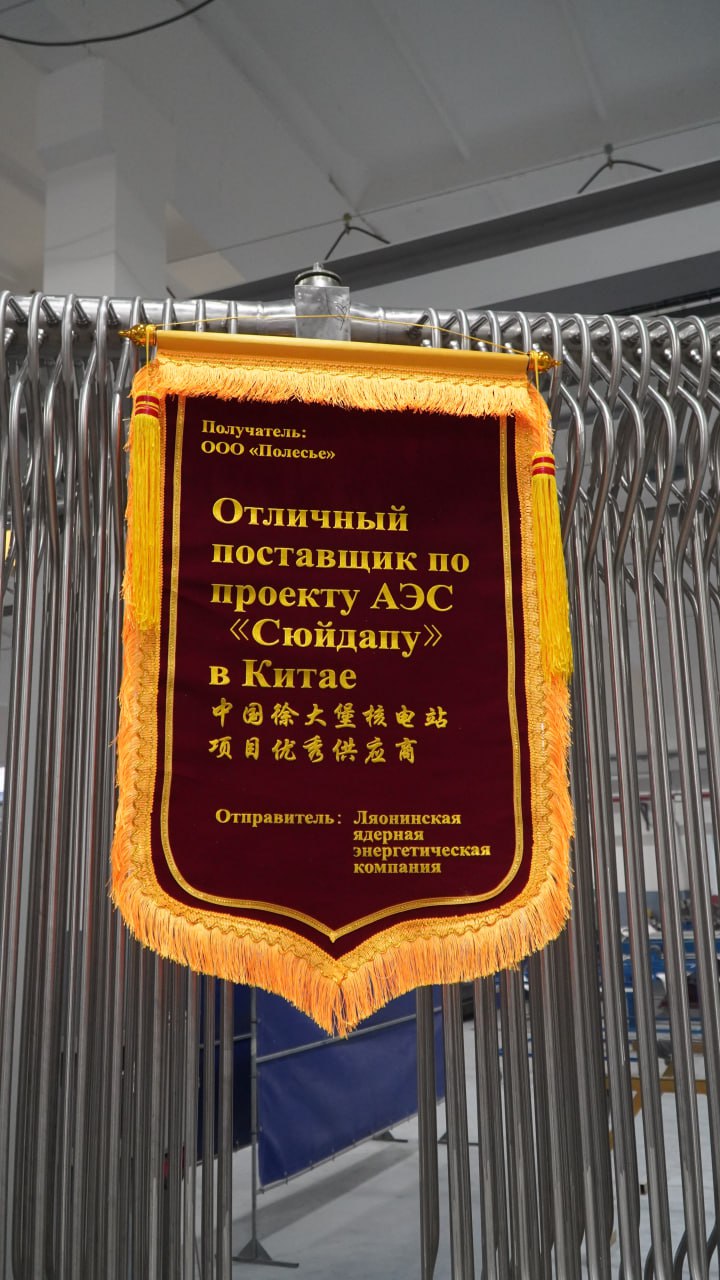 Получатель:
ООО «Полесье»
Отличный
поставщик по
проекту АЭС
《Сюйдапу》
в Китае
中国徐大堡核电站
项目优秀供应商
Отправитель: Ляонинская
ядерная
энергетическая
компания